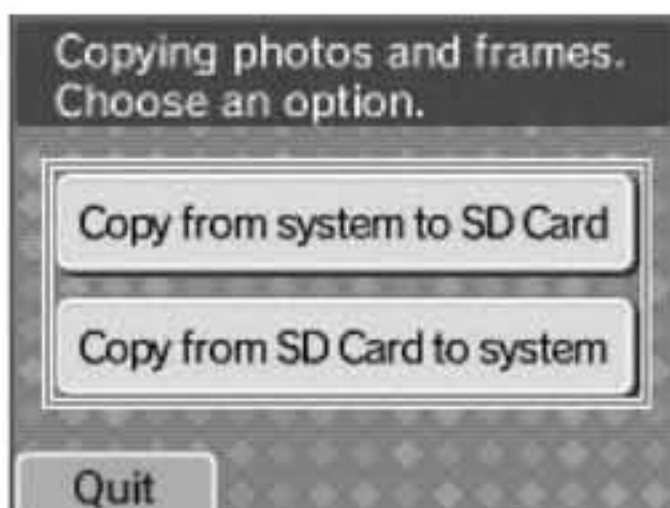 Copying photos and frames.
Choose an option.
Copy from system to SD Card
Copy from SD Card to system
Quit